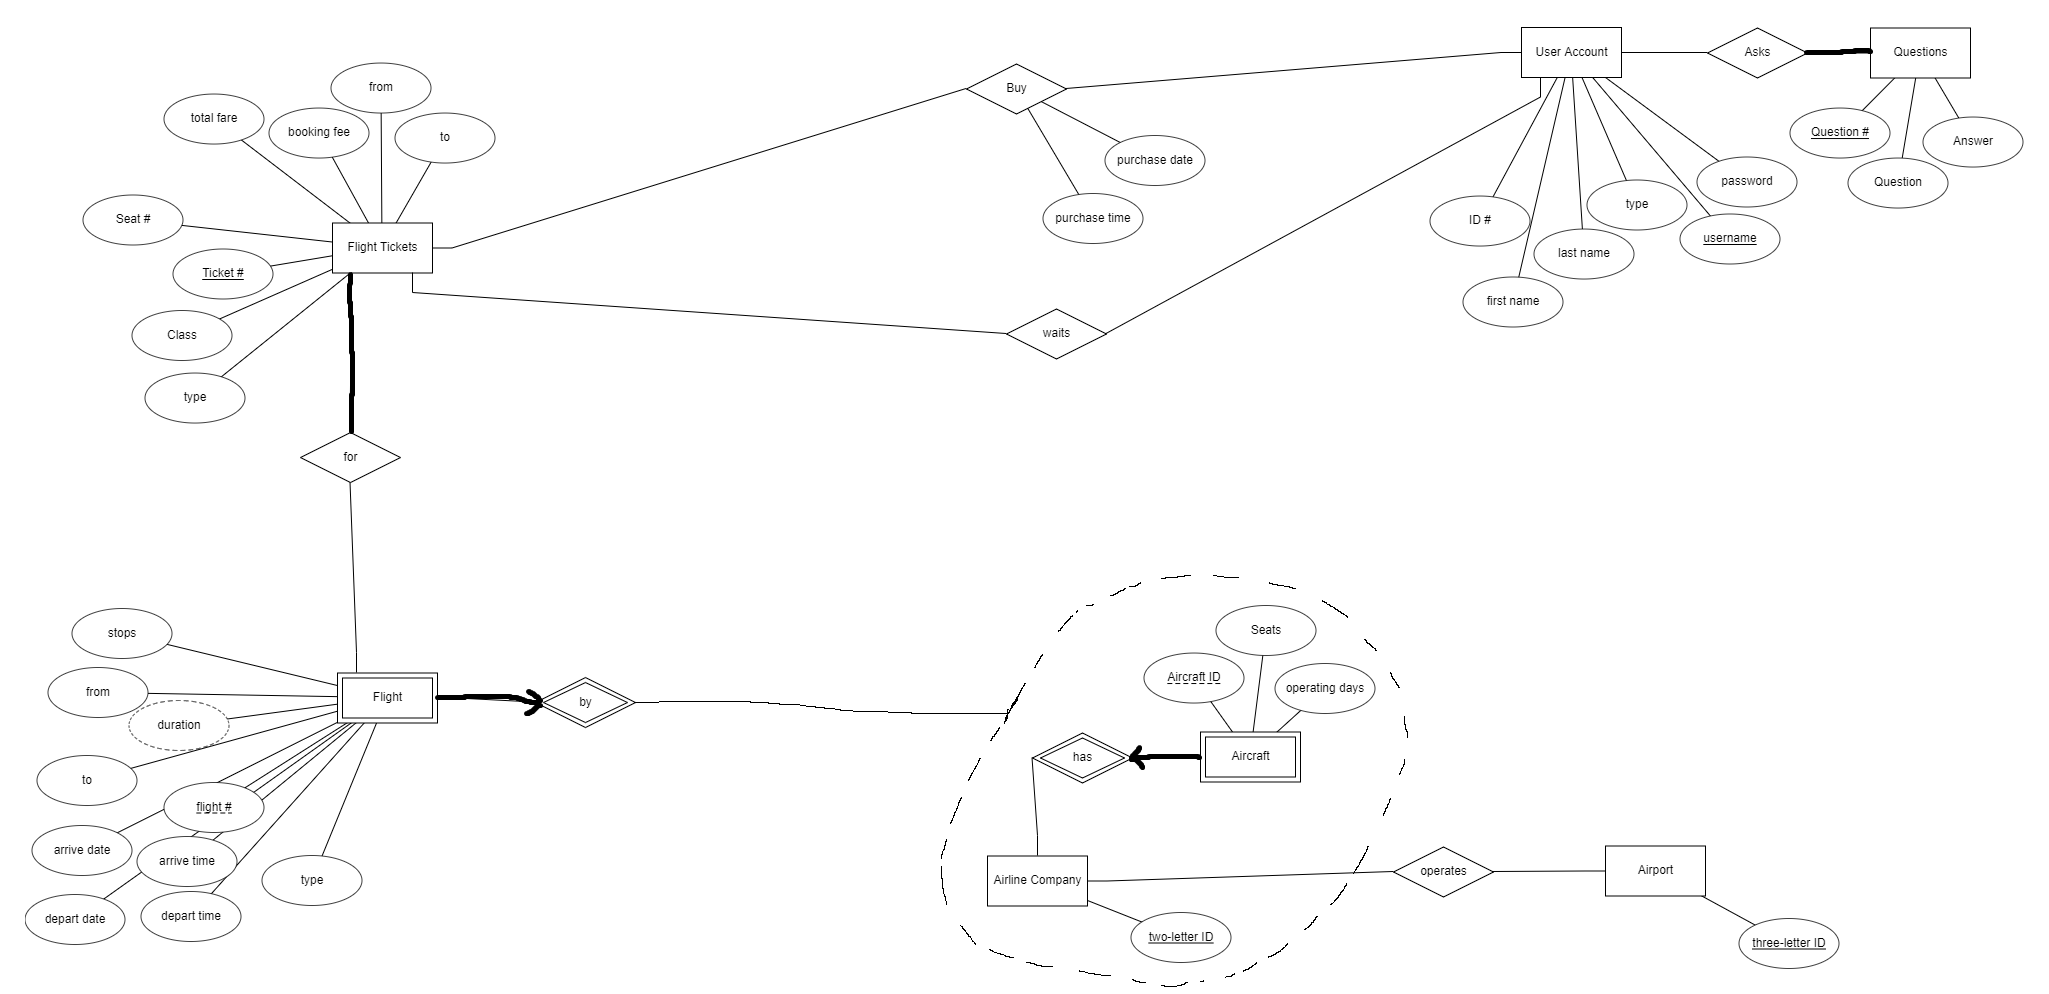 User Account
Asks
Questions
Buy
from
total fare
booking fee
to
Question #
Answer
Question
purchase date
purchase time
password
type
username
ID #
last name
first name
Seat #
Flight Tickets
Ticket #
Class
type
waits
for
stops
from
duration
to
Flight
by
flight #
arrive date
arrive time
depart date
depart time
type
Seats
Aircraft ID
operating days
has
Aircraft
Airline Company
operates
Airport
two-letter ID
three-letter ID